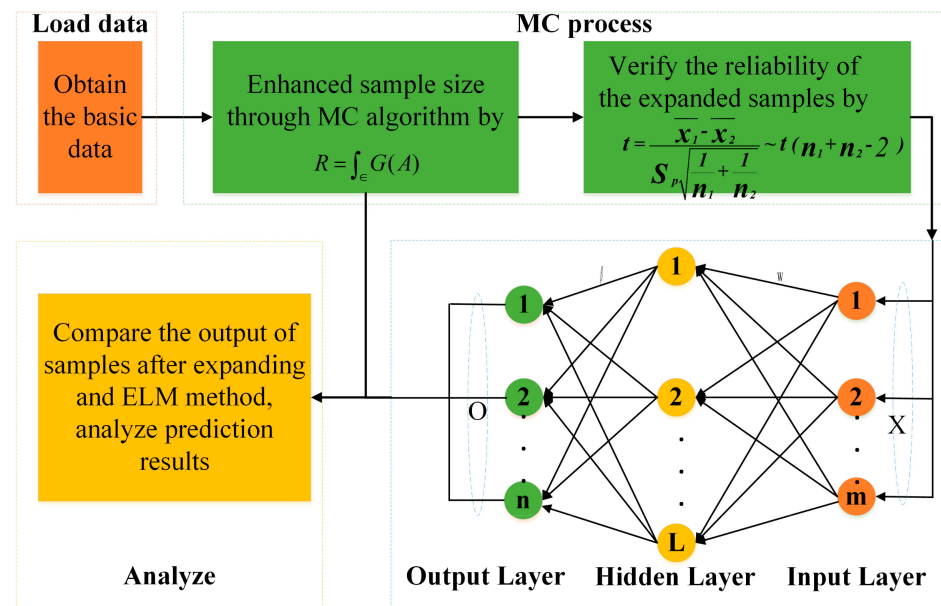 Load data
MC process
Obtain
the basic
data
Enhanced sample size
through MC algorithm by
R = ∫∈ G(A)
Verify the reliability of
the expanded samples by
t = (x̄₁ - x̄₂) / (Sₚ√(1/n₁ + 1/n₂)) ~ t(n₁ + n₂ - 2)
Compare the output of
samples after expanding
and ELM method,
analyze prediction
results
Analyze
O
1
2
n
1
2
L
w
1
2
m
X
Output Layer
Hidden Layer
Input Layer